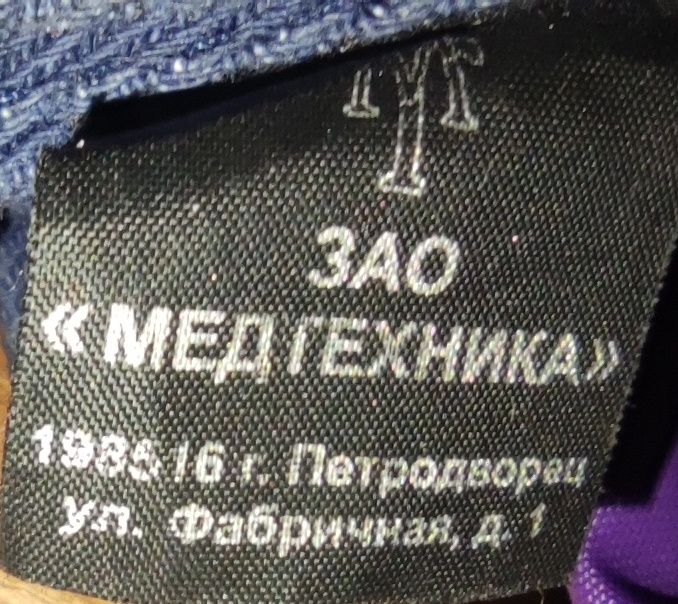 ЗАО
«МЕДТЕХНИКА»
198516 г. Петродворец
ул. Фабричная, д. 1